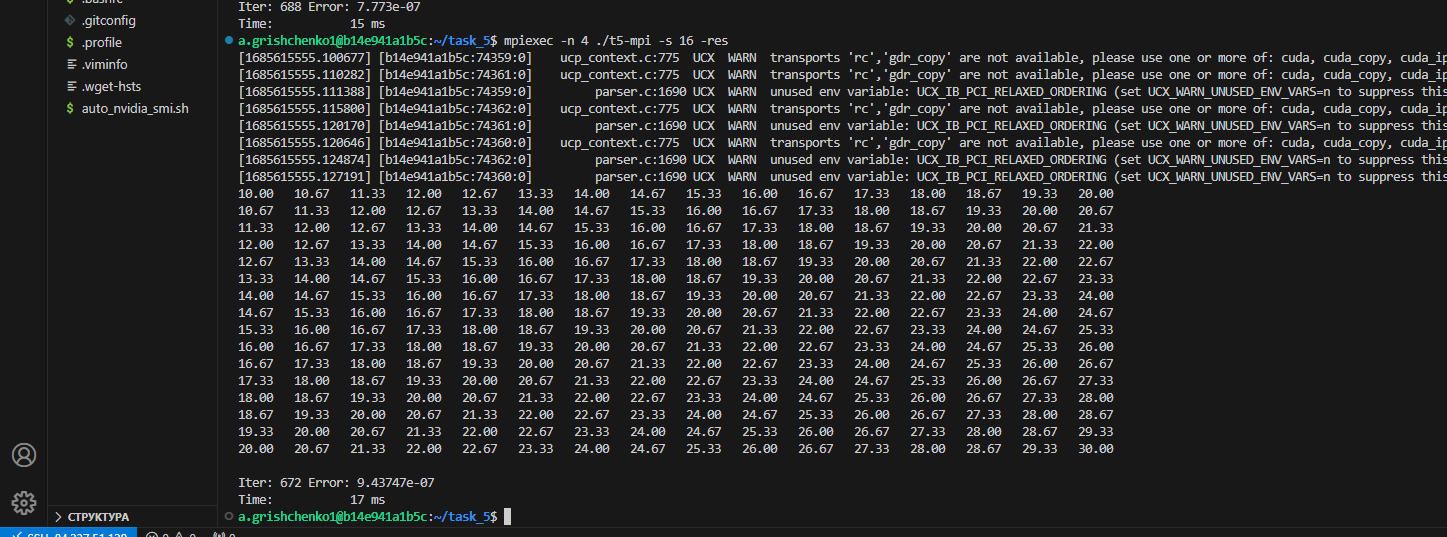 .bashrc
.gitconfig
.profile
.viminfo
.wget-hsts
auto_nvidia_smi.sh
СТРУКТУРА
Iter: 688 Error: 7.773e-07
Time: 15 ms
a.grishchenko1@b14e941a1b5c:~/task_5$ mpiexec -n 4 ./t5-mpi -s 16 -res
[1685615555.100677] [b14e941a1b5c:74359:0] ucp_context.c:775 UCX WARN transports 'rc','gdr_copy' are not available, please use one or more of: cuda, cuda_copy, cuda_ip
[1685615555.110282] [b14e941a1b5c:74361:0] ucp_context.c:775 UCX WARN transports 'rc','gdr_copy' are not available, please use one or more of: cuda, cuda_copy, cuda_ip
[1685615555.111388] [b14e941a1b5c:74359:0] parser.c:1690 UCX WARN unused env variable: UCX_IB_PCI_RELAXED_ORDERING (set UCX_WARN_UNUSED_ENV_VARS=n to suppress this
[1685615555.115800] [b14e941a1b5c:74362:0] ucp_context.c:775 UCX WARN transports 'rc','gdr_copy' are not available, please use one or more of: cuda, cuda_copy, cuda_ip
[1685615555.120170] [b14e941a1b5c:74361:0] parser.c:1690 UCX WARN unused env variable: UCX_IB_PCI_RELAXED_ORDERING (set UCX_WARN_UNUSED_ENV_VARS=n to suppress this
[1685615555.120646] [b14e941a1b5c:74360:0] ucp_context.c:775 UCX WARN transports 'rc','gdr_copy' are not available, please use one or more of: cuda, cuda_copy, cuda_ip
[1685615555.124874] [b14e941a1b5c:74362:0] parser.c:1690 UCX WARN unused env variable: UCX_IB_PCI_RELAXED_ORDERING (set UCX_WARN_UNUSED_ENV_VARS=n to suppress this
[1685615555.127191] [b14e941a1b5c:74360:0] parser.c:1690 UCX WARN unused env variable: UCX_IB_PCI_RELAXED_ORDERING (set UCX_WARN_UNUSED_ENV_VARS=n to suppress this
10.00 10.67 11.33 12.00 12.67 13.33 14.00 14.67 15.33 16.00 16.67 17.33 18.00 18.67 19.33 20.00
10.67 11.33 12.00 12.67 13.33 14.00 14.67 15.33 16.00 16.67 17.33 18.00 18.67 19.33 20.00 20.67
11.33 12.00 12.67 13.33 14.00 14.67 15.33 16.00 16.67 17.33 18.00 18.67 19.33 20.00 20.67 21.33
12.00 12.67 13.33 14.00 14.67 15.33 16.00 16.67 17.33 18.00 18.67 19.33 20.00 20.67 21.33 22.00
12.67 13.33 14.00 14.67 15.33 16.00 16.67 17.33 18.00 18.67 19.33 20.00 20.67 21.33 22.00 22.67
13.33 14.00 14.67 15.33 16.00 16.67 17.33 18.00 18.67 19.33 20.00 20.67 21.33 22.00 22.67 23.33
14.00 14.67 15.33 16.00 16.67 17.33 18.00 18.67 19.33 20.00 20.67 21.33 22.00 22.67 23.33 24.00
14.67 15.33 16.00 16.67 17.33 18.00 18.67 19.33 20.00 20.67 21.33 22.00 22.67 23.33 24.00 24.67
15.33 16.00 16.67 17.33 18.00 18.67 19.33 20.00 20.67 21.33 22.00 22.67 23.33 24.00 24.67 25.33
16.00 16.67 17.33 18.00 18.67 19.33 20.00 20.67 21.33 22.00 22.67 23.33 24.00 24.67 25.33 26.00
16.67 17.33 18.00 18.67 19.33 20.00 20.67 21.33 22.00 22.67 23.33 24.00 24.67 25.33 26.00 26.67
17.33 18.00 18.67 19.33 20.00 20.67 21.33 22.00 22.67 23.33 24.00 24.67 25.33 26.00 26.67 27.33
18.00 18.67 19.33 20.00 20.67 21.33 22.00 22.67 23.33 24.00 24.67 25.33 26.00 26.67 27.33 28.00
18.67 19.33 20.00 20.67 21.33 22.00 22.67 23.33 24.00 24.67 25.33 26.00 26.67 27.33 28.00 28.67
19.33 20.00 20.67 21.33 22.00 22.67 23.33 24.00 24.67 25.33 26.00 26.67 27.33 28.00 28.67 29.33
20.00 20.67 21.33 22.00 22.67 23.33 24.00 24.67 25.33 26.00 26.67 27.33 28.00 28.67 29.33 30.00
Iter: 672 Error: 9.43747e-07
Time: 17 ms
a.grishchenko1@b14e941a1b5c:~/task_5$